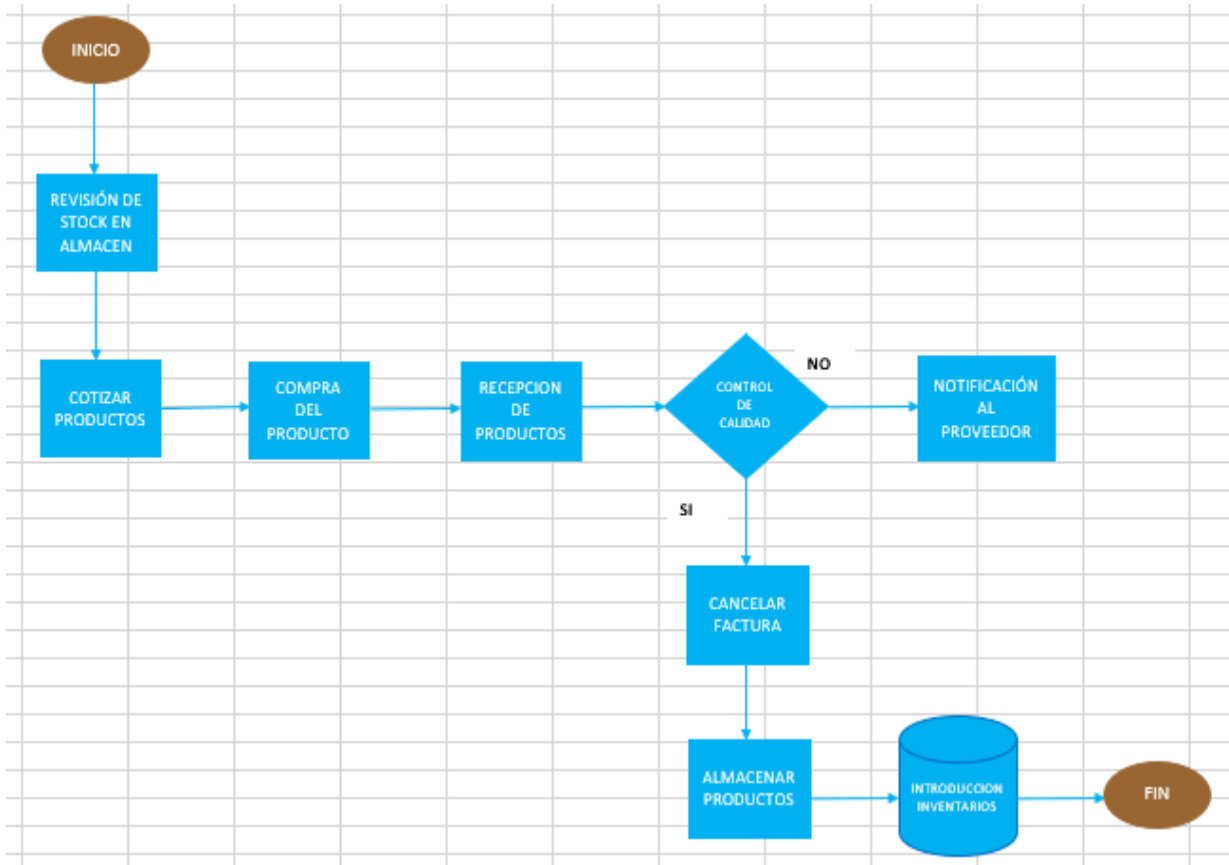 INICIO
REVISIÓN DE
STOCK EN
ALMACEN
COTIZAR
PRODUCTOS
COMPRA
DEL
PRODUCTO
RECEPCION
DE
PRODUCTOS
CONTROL
DE
CALIDAD
NO
NOTIFICACIÓN
AL
PROVEEDOR
SI
CANCELAR
FACTURA
ALMACENAR
PRODUCTOS
INTRODUCCION
INVENTARIOS
FIN